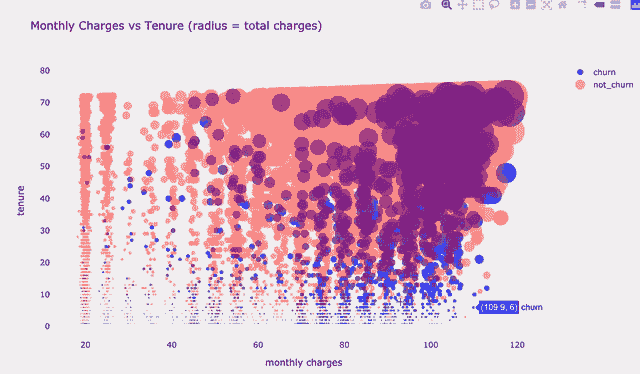 Monthly Charges vs Tenure (radius = total charges)
churn
not_churn
80
70
60
50
40
30
20
10
0
tenure
(109.9, 6) churn
20
40
60
80
100
120
monthly charges